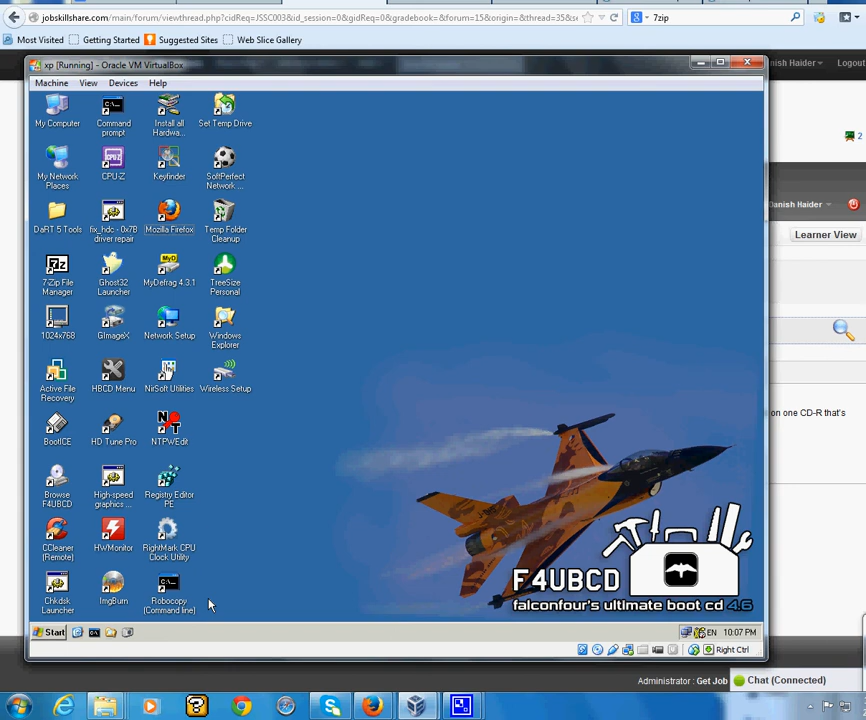 jobskillshare.com/main/forum/viewthread.php?cidReq=JSSC003&id_session=0&gidReq=0&gradebook=&forum=15&origin=&thread=35&se
7zip
Most Visited
Getting Started
Suggested Sites
Web Slice Gallery
xp [Running] - Oracle VM VirtualBox
Machine View Devices Help
anish Haider
Logout
2
Danish Haider
Learner View
on one CD-R that's
My Computer
Command
prompt
Install all
Hardwa...
Set Temp Drive
My Network
Places
CPU-Z
Keyfinder
SoftPerfect
Network ...
DaRT 5 Tools
fix_hdc - 0x7B
driver repair
Mozilla Firefox
Temp Folder
Cleanup
7-Zip File
Manager
Ghost32
Launcher
MyDefrag 4.3.1
TreeSize
Personal
1024x768
GImageX
Network Setup
Windows
Explorer
Active File
Recovery
HBCD Menu
NirSoft Utilities
Wireless Setup
BootICE
HD Tune Pro
NTPWEdit
Browse
F4UBCD
High-speed
graphics ...
Registry Editor
PE
CCleaner
(Remote)
HWMonitor
RightMark CPU
Clock Utility
Chkdsk
Launcher
ImgBurn
Robocopy
(Command line)
F4UBCD
falconfour's ultimate boot cd 4.6
Start
EN
10:07 PM
Right Ctrl
Administrator : Get Job
Chat (Connected)